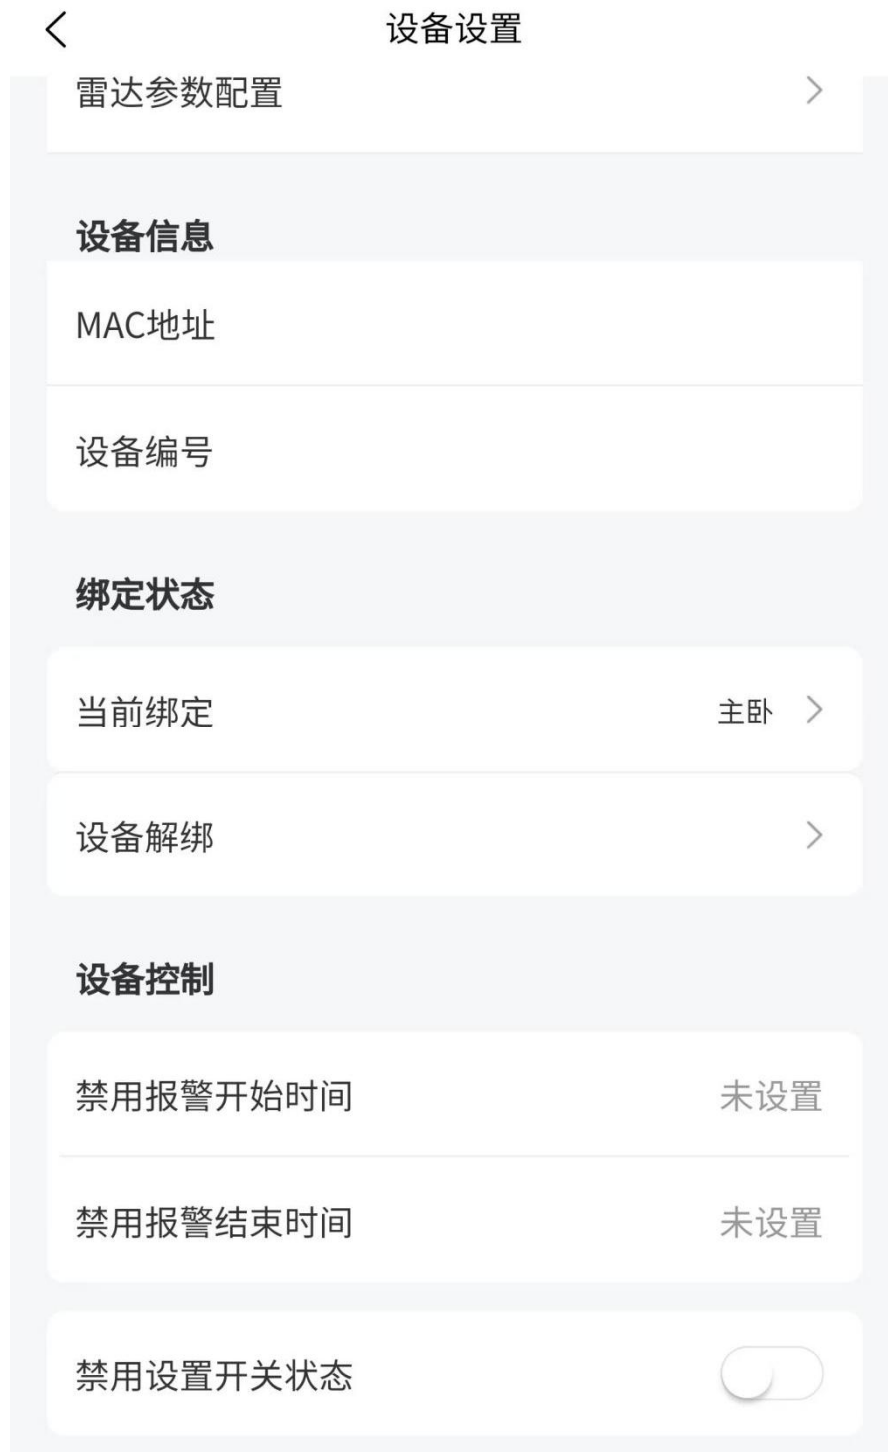 设备设置
雷达参数配置
设备信息
MAC地址
设备编号
绑定状态
当前绑定 主卧
设备解绑
设备控制
禁用报警开始时间 未设置
禁用报警结束时间 未设置
禁用设置开关状态